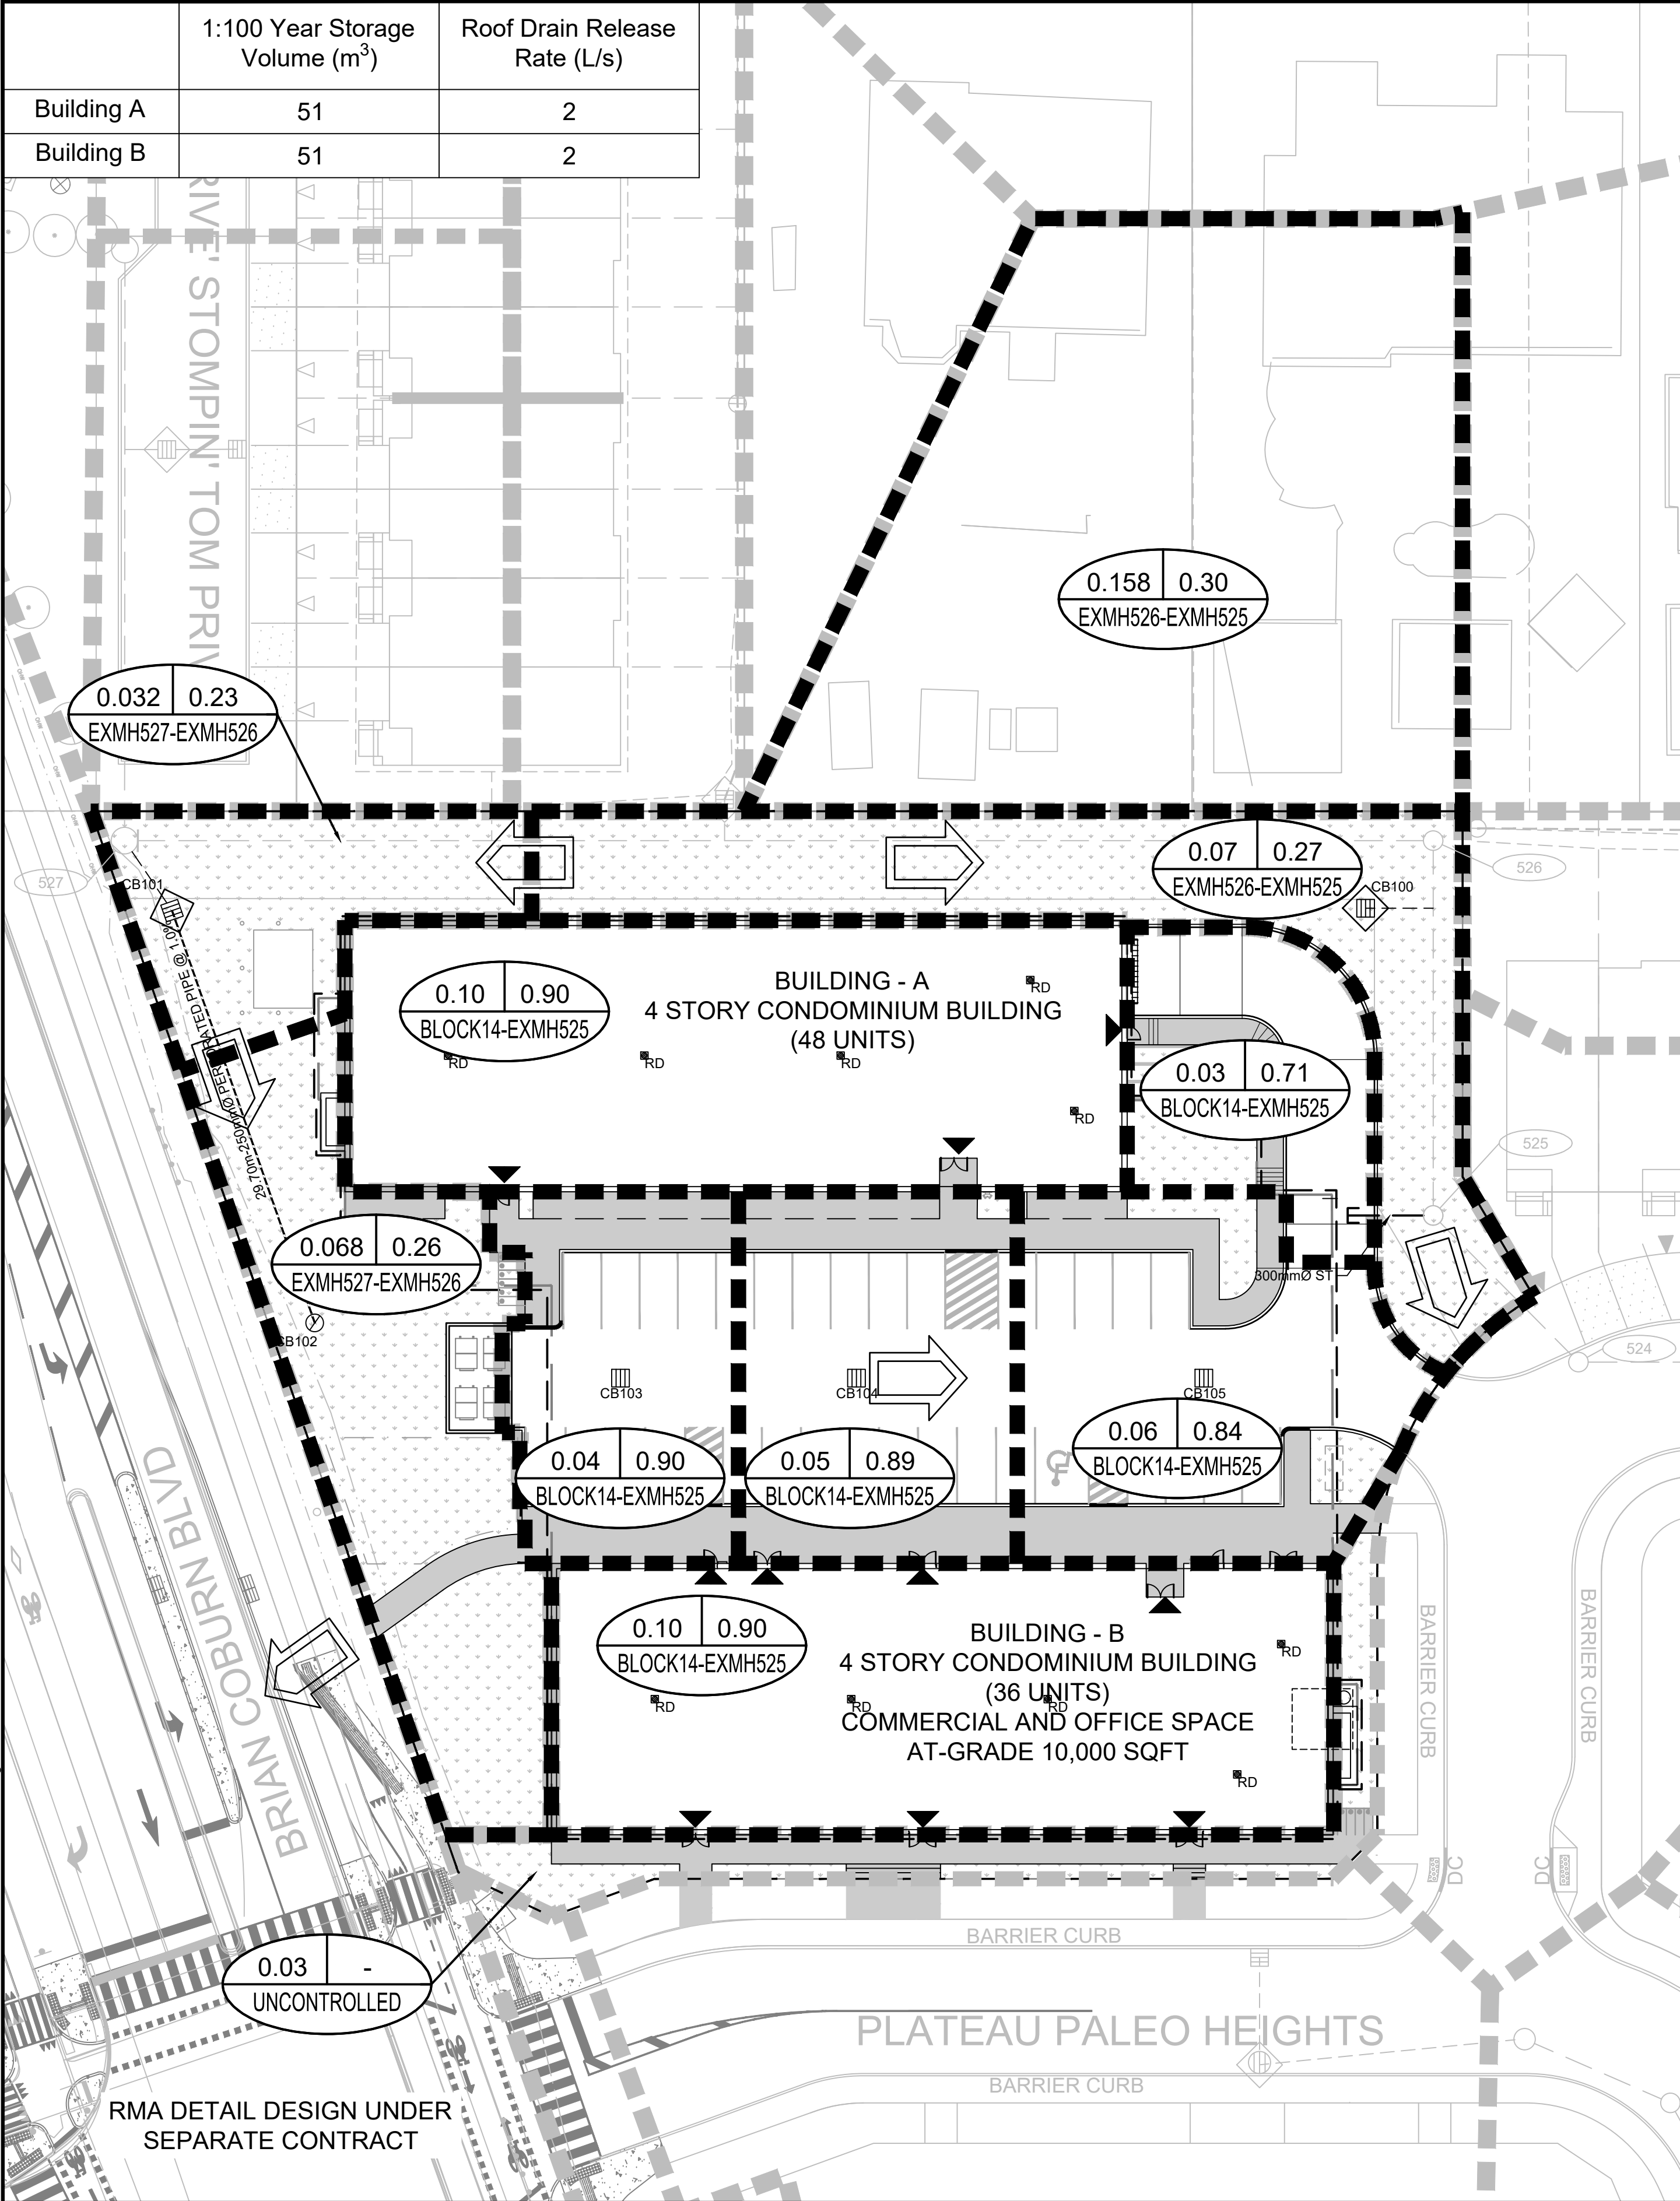 1:100 Year Storage
Volume (m³)
Roof Drain Release
Rate (L/s)
Building A
51
2
Building B
51
2
STOMPIN' TOM
0.158 0.30
EXMH526-EXMH525
0.032 0.23
EXMH527-EXMH526
0.07 0.27
EXMH526-EXMH525
527
CB101
CB100
526
BUILDING - A
4 STORY CONDOMINIUM BUILDING
(48 UNITS)
0.10 0.90
BLOCK14-EXMH525
RD
RD
RD
RD
RD
0.03 0.71
BLOCK14-EXMH525
525
0.068 0.26
EXMH527-EXMH526
CB102
300mmØ ST
524
CB103
CB104
CB105
0.04 0.90
BLOCK14-EXMH525
0.05 0.89
BLOCK14-EXMH525
0.06 0.84
BLOCK14-EXMH525
BRIAN COBURN BLVD
0.10 0.90
BLOCK14-EXMH525
BUILDING - B
4 STORY CONDOMINIUM BUILDING
(36 UNITS)
COMMERCIAL AND OFFICE SPACE
AT-GRADE 10,000 SQFT
RD
RD
RD
RD
RD
BARRIER CURB
BARRIER CURB
DC
DC
BARRIER CURB
0.03 -
UNCONTROLLED
PLATEAU PALEO HEIGHTS
BARRIER CURB
RMA DETAIL DESIGN UNDER
SEPARATE CONTRACT